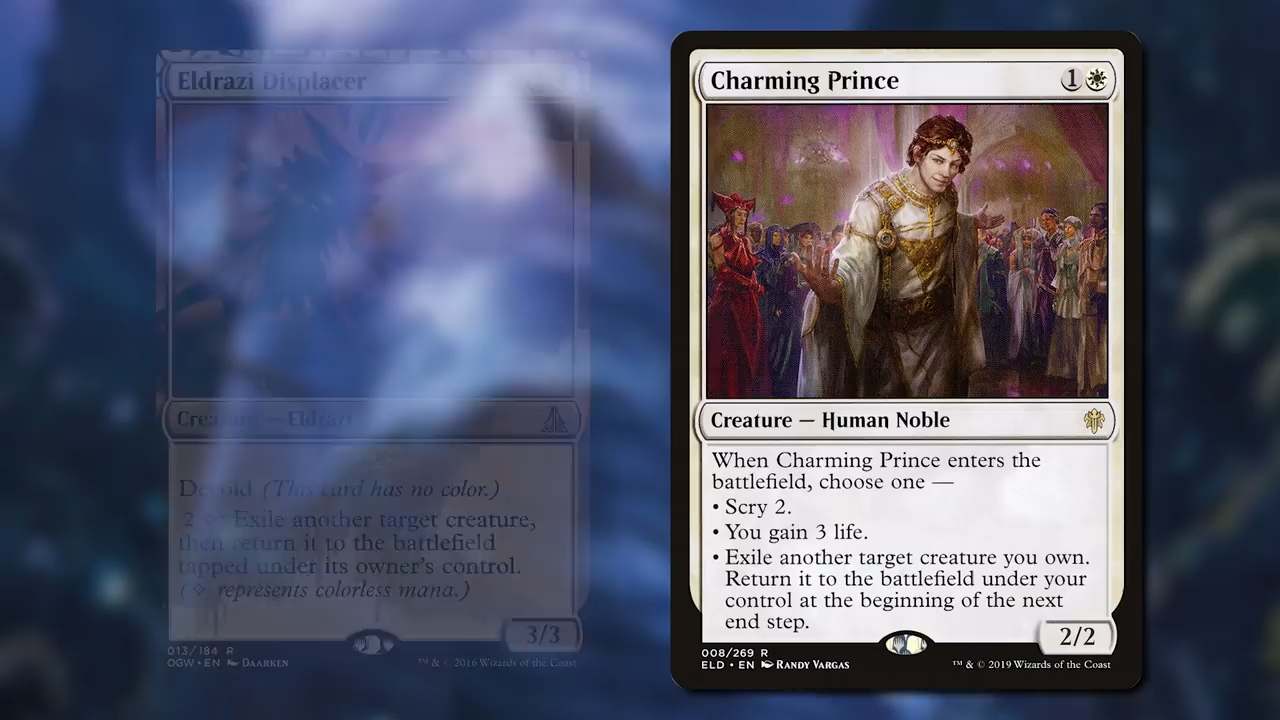 Eldrazi Displacer
Creature — Eldrazi
Devoid (This card has no color.)
2 Exile another target creature,
then return it to the battlefield
tapped under its owner's control.
( represents colorless mana.)
3/3
013/184 R
OGW • EN DAARKEN
™ & © 2016 Wizards of the Coast
Charming Prince
1
Creature — Human Noble
When Charming Prince enters the
battlefield, choose one —
• Scry 2.
• You gain 3 life.
• Exile another target creature you own.
Return it to the battlefield under your
control at the beginning of the next
end step.
2/2
008/269 R
ELD • EN RANDY VARGAS
™ & © 2019 Wizards of the Coast